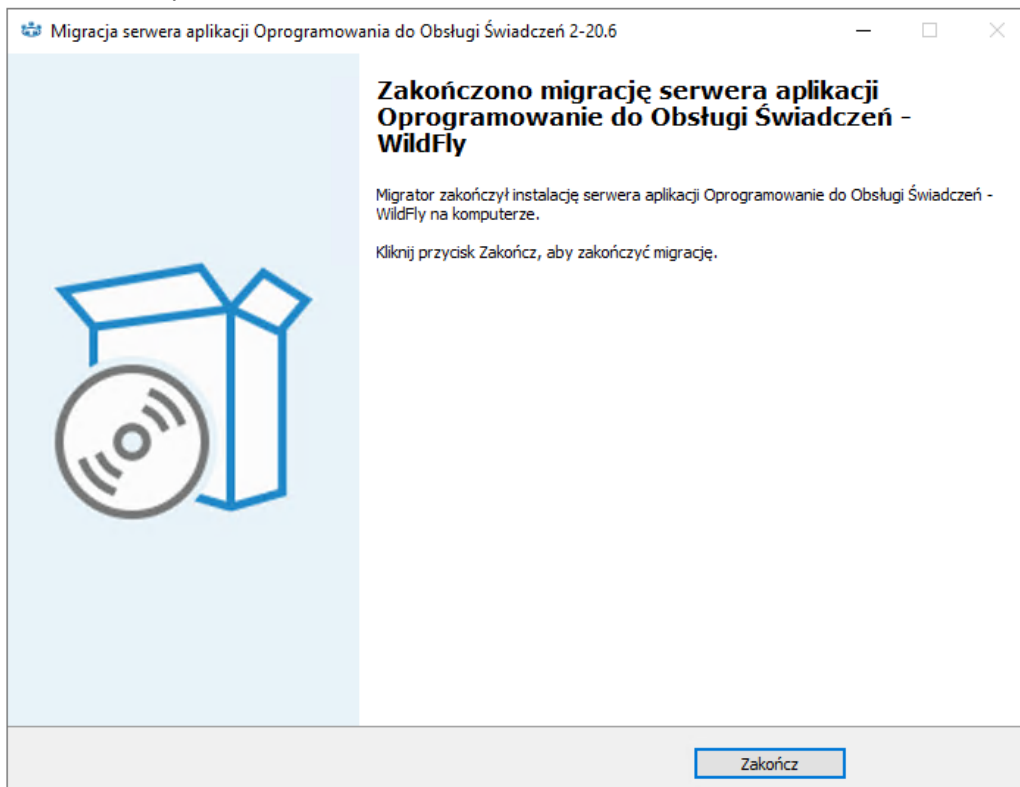 Migracja serwera aplikacji Oprogramowania do Obsługi Świadczeń 2-20.6
Zakończono migrację serwera aplikacji
Oprogramowanie do Obsługi Świadczeń -
WildFly
Migrator zakończył instalację serwera aplikacji Oprogramowanie do Obsługi Świadczeń -
WildFly na komputerze.
Kliknij przycisk Zakończ, aby zakończyć migrację.
Zakończ